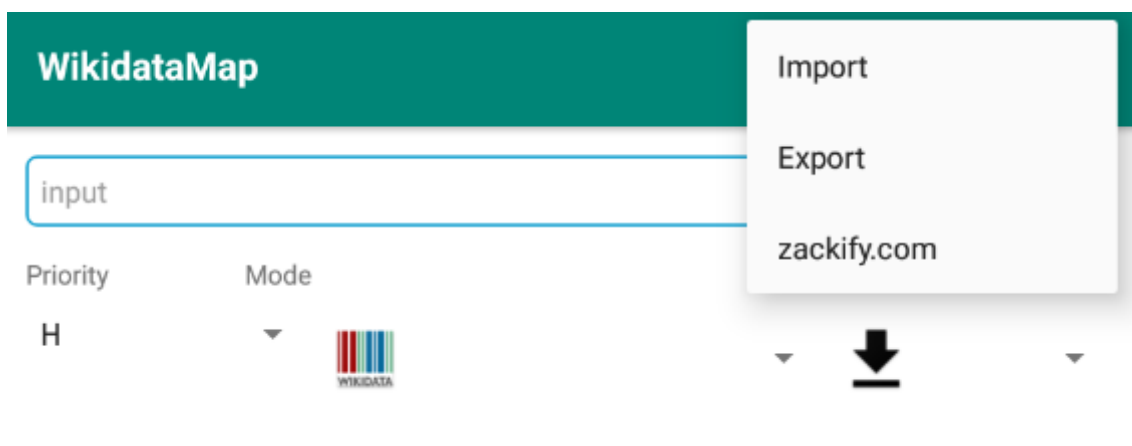 WikidataMap
Import
Export
zackify.com
input
Priority
Mode
H
WIKIDATA